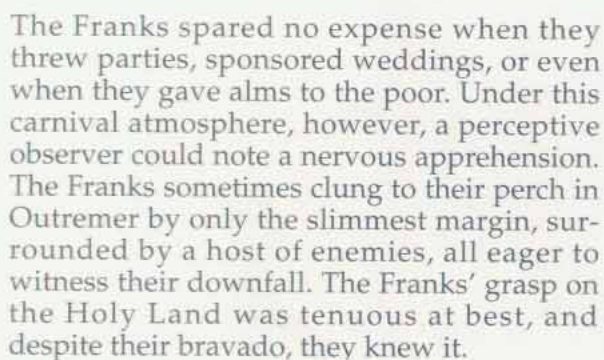 The Franks spared no expense when they
threw parties, sponsored weddings, or even
when they gave alms to the poor. Under this
carnival atmosphere, however, a perceptive
observer could note a nervous apprehension.
The Franks sometimes clung to their perch in
Outremer by only the slimmest margin, sur-
rounded by a host of enemies, all eager to
witness their downfall. The Franks' grasp on
the Holy Land was tenuous at best, and
despite their bravado, they knew it.